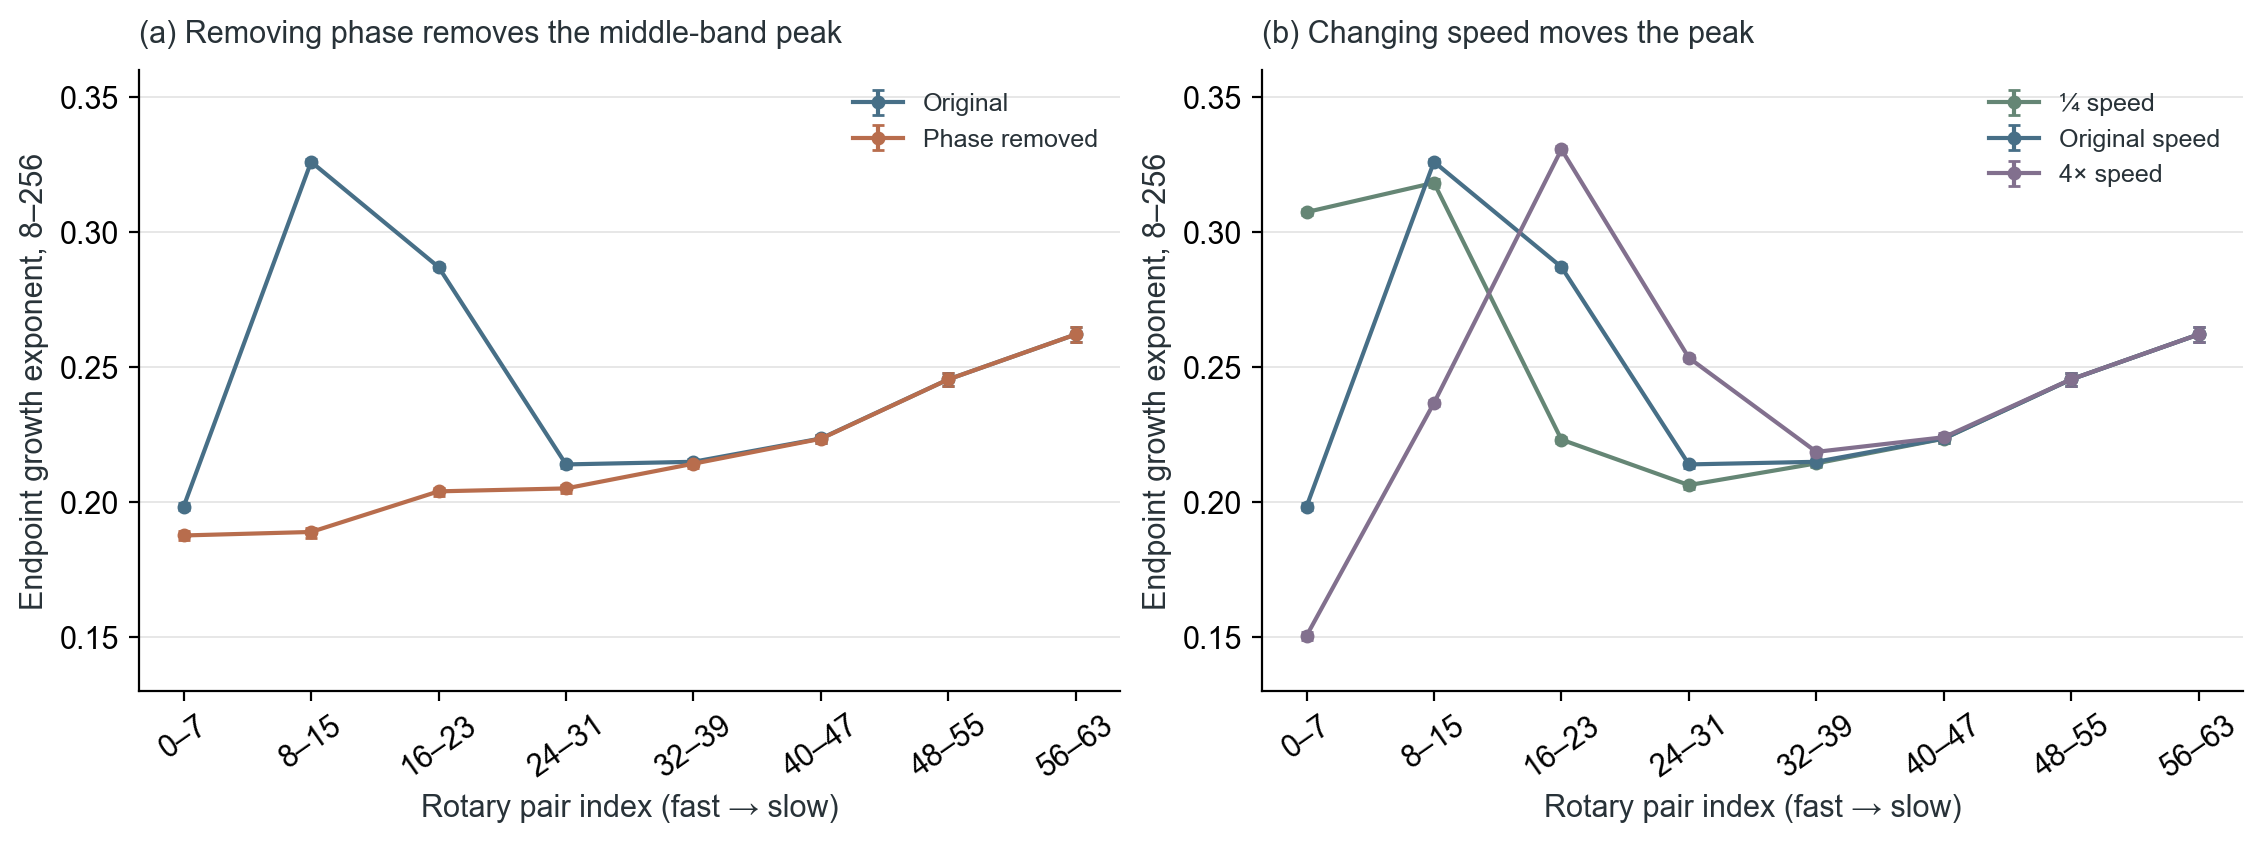 (a) Removing phase removes the middle-band peak
Endpoint growth exponent, 8–256
0.35
0.30
0.25
0.20
0.15
Original
Phase removed
0–7
8–15
16–23
24–31
32–39
40–47
48–55
56–63
Rotary pair index (fast → slow)
(b) Changing speed moves the peak
Endpoint growth exponent, 8–256
0.35
0.30
0.25
0.20
0.15
¼ speed
Original speed
4× speed
0–7
8–15
16–23
24–31
32–39
40–47
48–55
56–63
Rotary pair index (fast → slow)